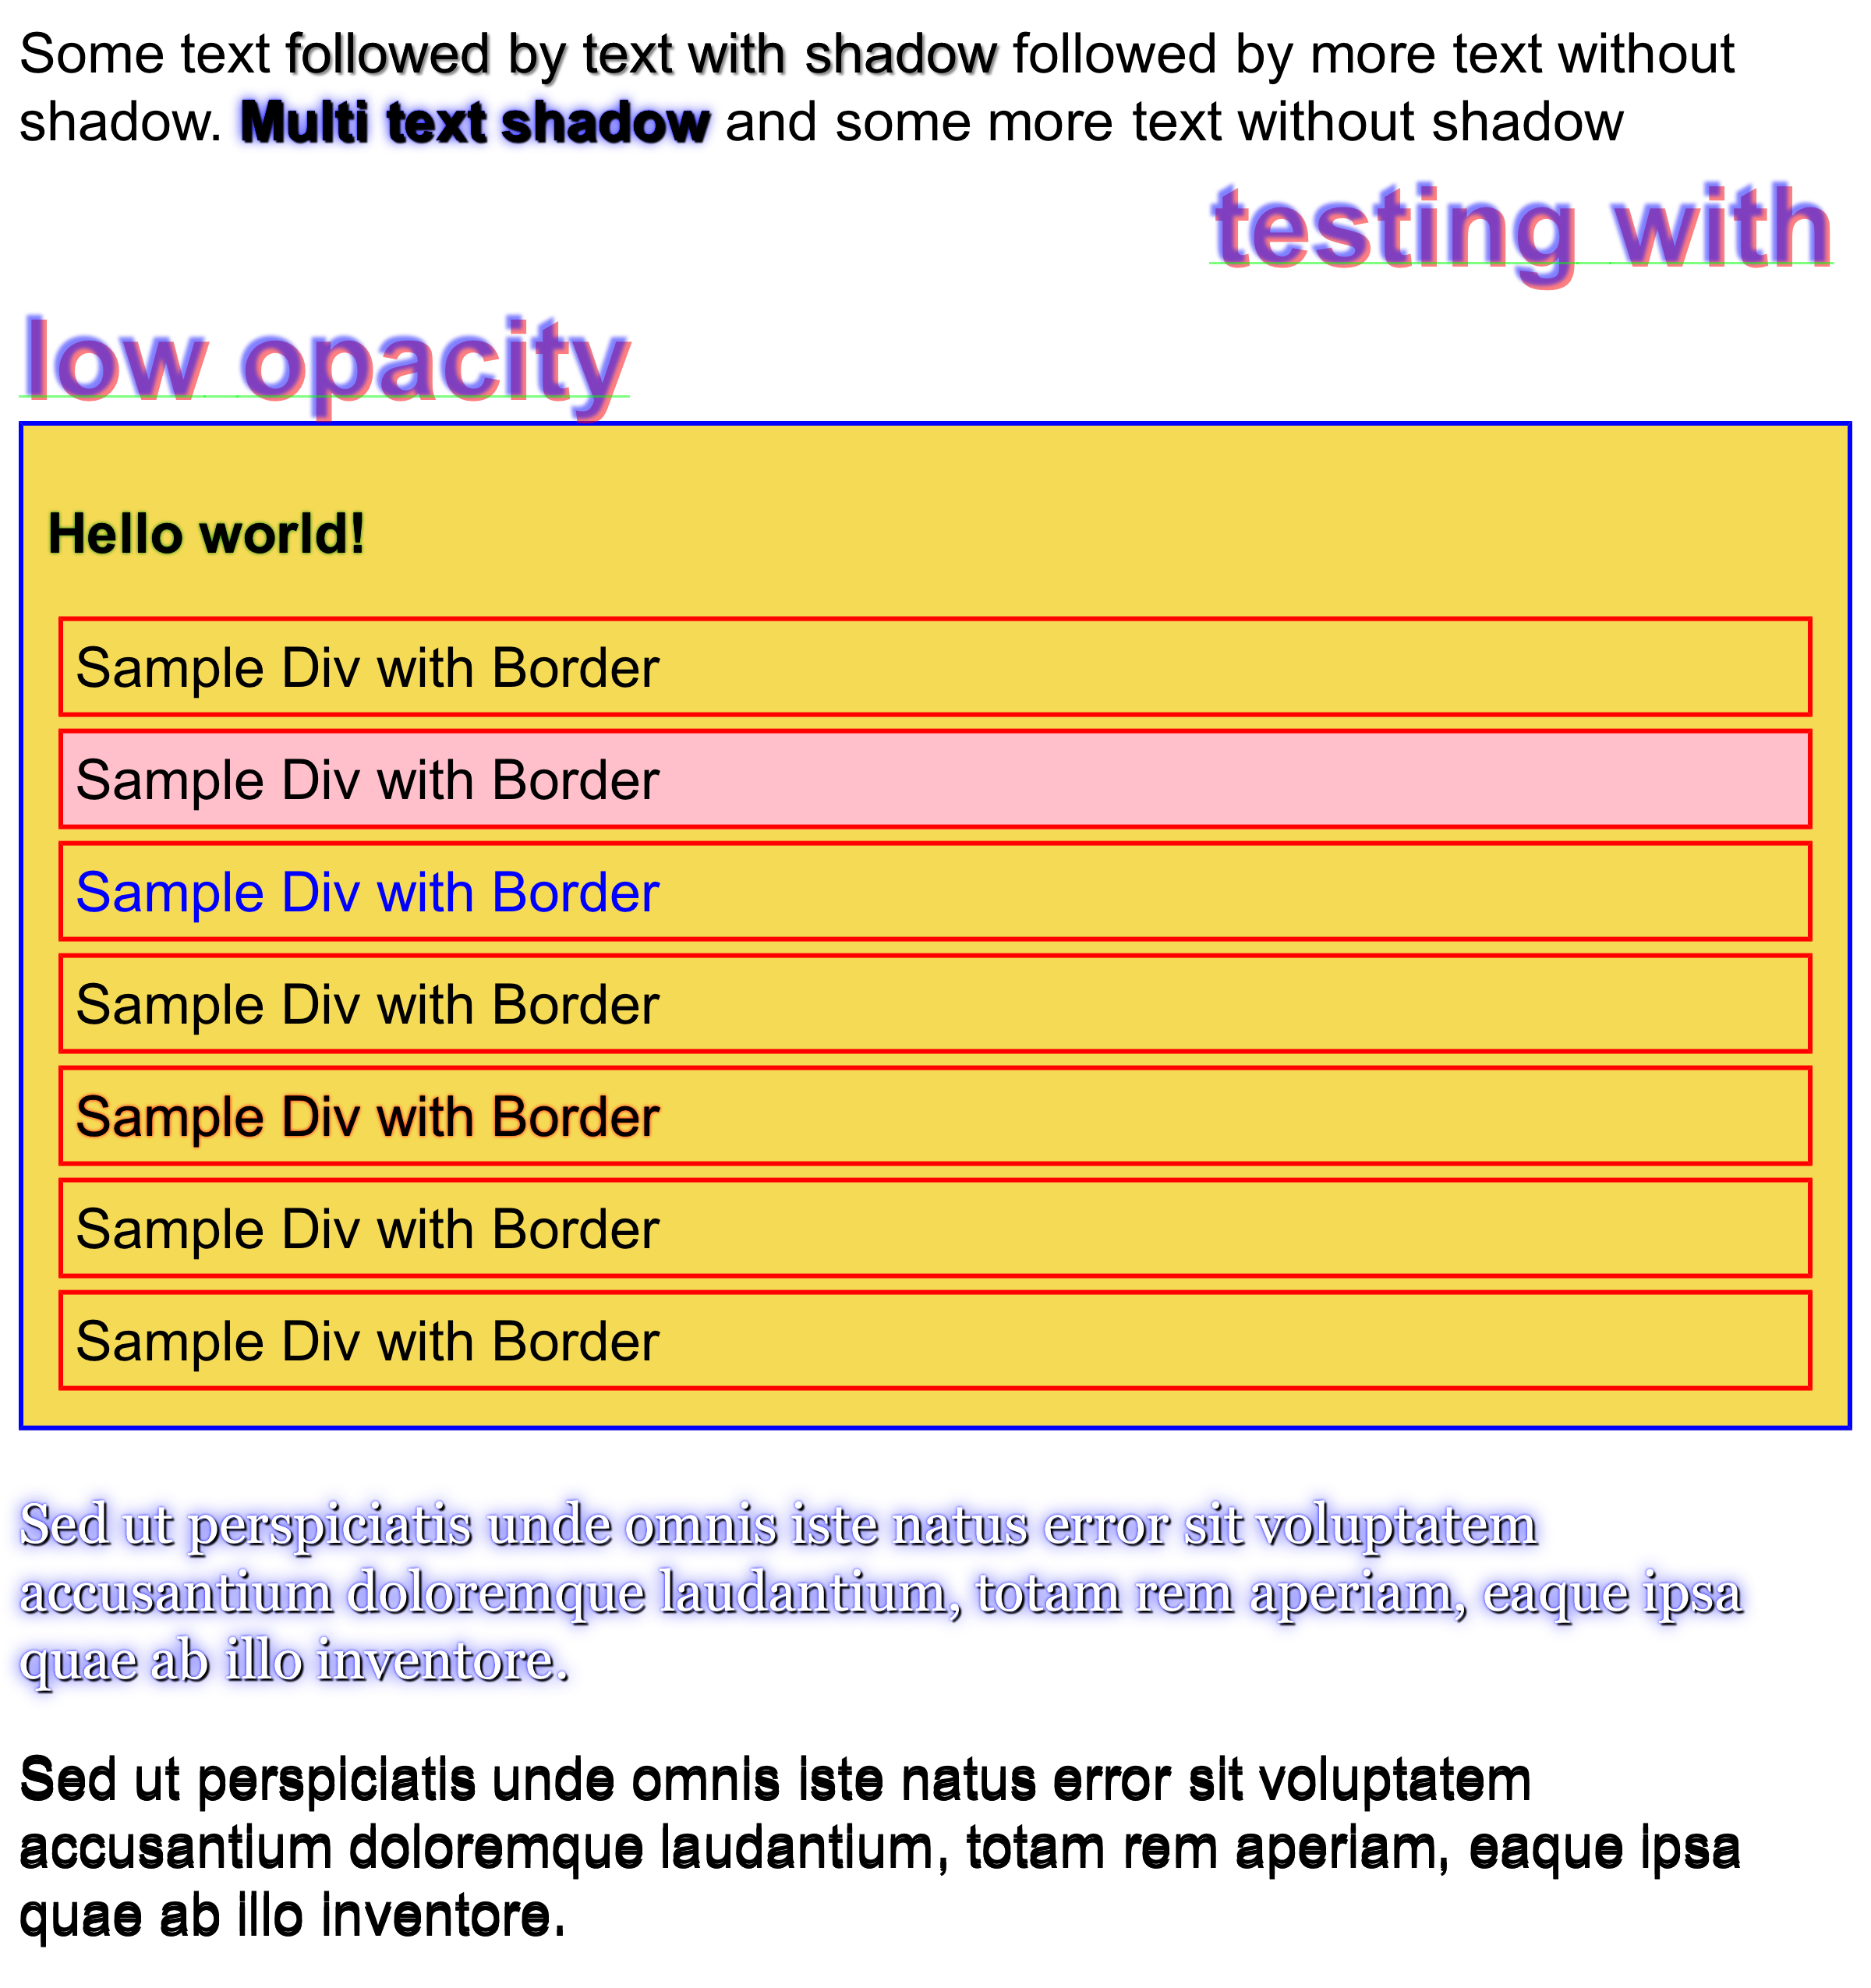 Some text followed by text with shadow followed by more text without
shadow. Multi text shadow and some more text without shadow
testing with
low opacity
Hello world!
Sample Div with Border
Sample Div with Border
Sample Div with Border
Sample Div with Border
Sample Div with Border
Sample Div with Border
Sample Div with Border
Sed ut perspiciatis unde omnis iste natus error sit voluptatem
accusantium doloremque laudantium, totam rem aperiam, eaque ipsa
quae ab illo inventore.
Sed ut perspiciatis unde omnis iste natus error sit voluptatem
accusantium doloremque laudantium, totam rem aperiam, eaque ipsa
quae ab illo inventore.